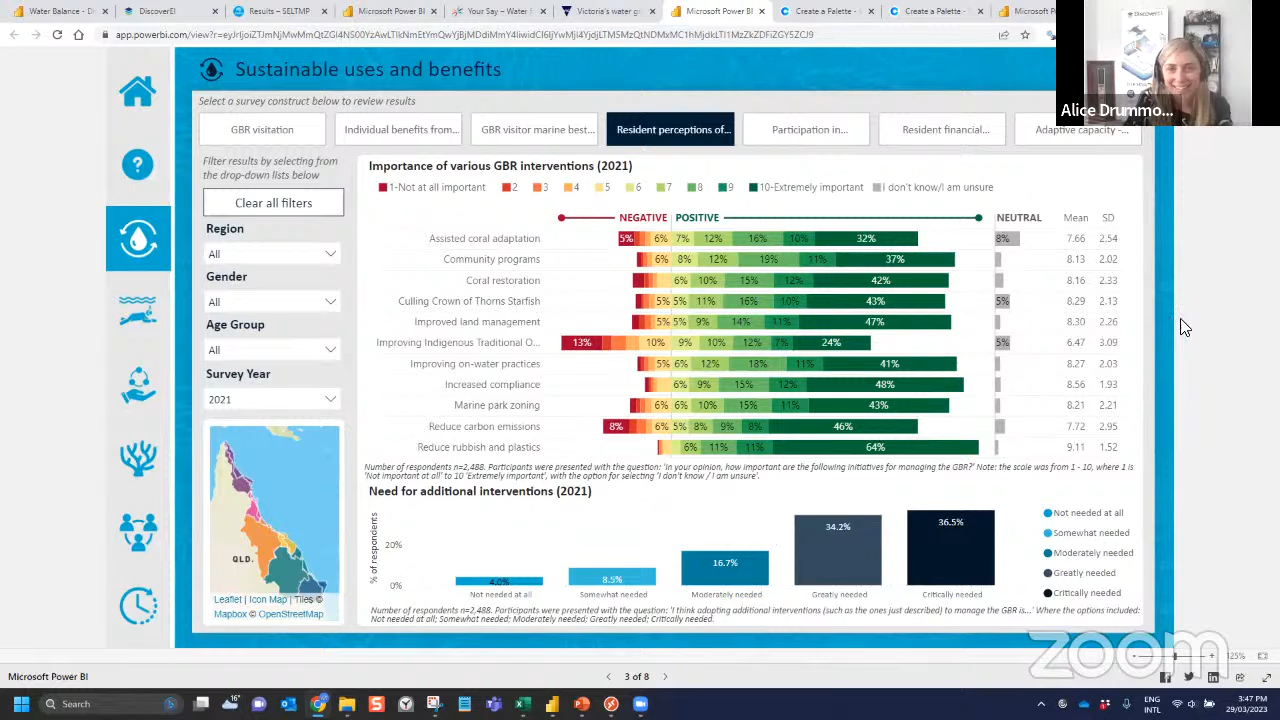 Water Balance -
DiscoverEI
Results – SELTMP
Microsoft Power BI
Your Say – Water
Victoria's water g
Microsoft Power BI
Create a Palette -
Create a Palette -
Microsoft Power BI
Sustainable uses and benefits
Select a survey construct below to review results
GBR visitation
Individual benefits from...
GBR visitor marine best...
Resident perceptions of...
Participation in...
Resident financial...
Adaptive capacity -...
Alice Drummo...
Filter results by selecting from
the drop-down lists below
Clear all filters
Region
All
Gender
All
Age Group
All
Survey Year
2021
QLD.
Leaflet | Icon Map | Tiles ©
Mapbox © OpenStreetMap
Importance of various GBR interventions (2021)
1-Not at all important 2 3 4 5 6 7 8 9 10-Extremely important I don't know/I am unsure
NEGATIVE POSITIVE NEUTRAL Mean SD
Assisted coral adaptation 5% 6% 7% 12% 16% 10% 32% 8% 7.66 2.54
Community programs 6% 8% 12% 19% 11% 37% 8.13 2.02
Coral restoration 6% 10% 15% 12% 42% 8.16 2.33
Culling Crown of Thorns Starfish 5% 5% 11% 16% 10% 43% 5% 8.29 2.13
Improved land management 5% 5% 9% 14% 11% 47% 8.30 2.26
Improving Indigenous Traditional O... 13% 10% 9% 10% 12% 7% 24% 5% 6.47 3.09
Improving on-water practices 5% 6% 12% 18% 11% 41% 8.27 2.03
Increased compliance 6% 9% 15% 12% 48% 8.56 1.93
Marine park zoning 6% 6% 10% 15% 11% 43% 8.21 2.21
Reduce carbon emissions 8% 6% 5% 8% 9% 8% 46% 7.72 2.95
Reduce rubbish and plastics 6% 11% 11% 64% 9.11 1.52
Number of respondents n=2,488. Participants were presented with the question: 'In your opinion, how important are the following initiatives for managing the GBR?' Note: the scale was from 1 - 10, where 1 is
'Not important at all' to 10 'Extremely important', with the option for selecting 'I don't know / I am unsure'.
Need for additional interventions (2021)
% of respondents
20%
0%
4.0%
8.5%
16.7%
34.2%
36.5%
Not needed at all
Somewhat needed
Moderately needed
Greatly needed
Critically needed
Not needed at all
Somewhat needed
Moderately needed
Greatly needed
Critically needed
Number of respondents n=2,488. Participants were presented with the question: 'I think adopting additional interventions (such as the ones just described) to manage the GBR is...' Where the options included:
Not needed at all; Somewhat needed; Moderately needed; Greatly needed; Critically needed.
zoom
125%
Microsoft Power BI
3 of 8
16°
Search
ENG
INTL
3:47 PM
29/03/2023